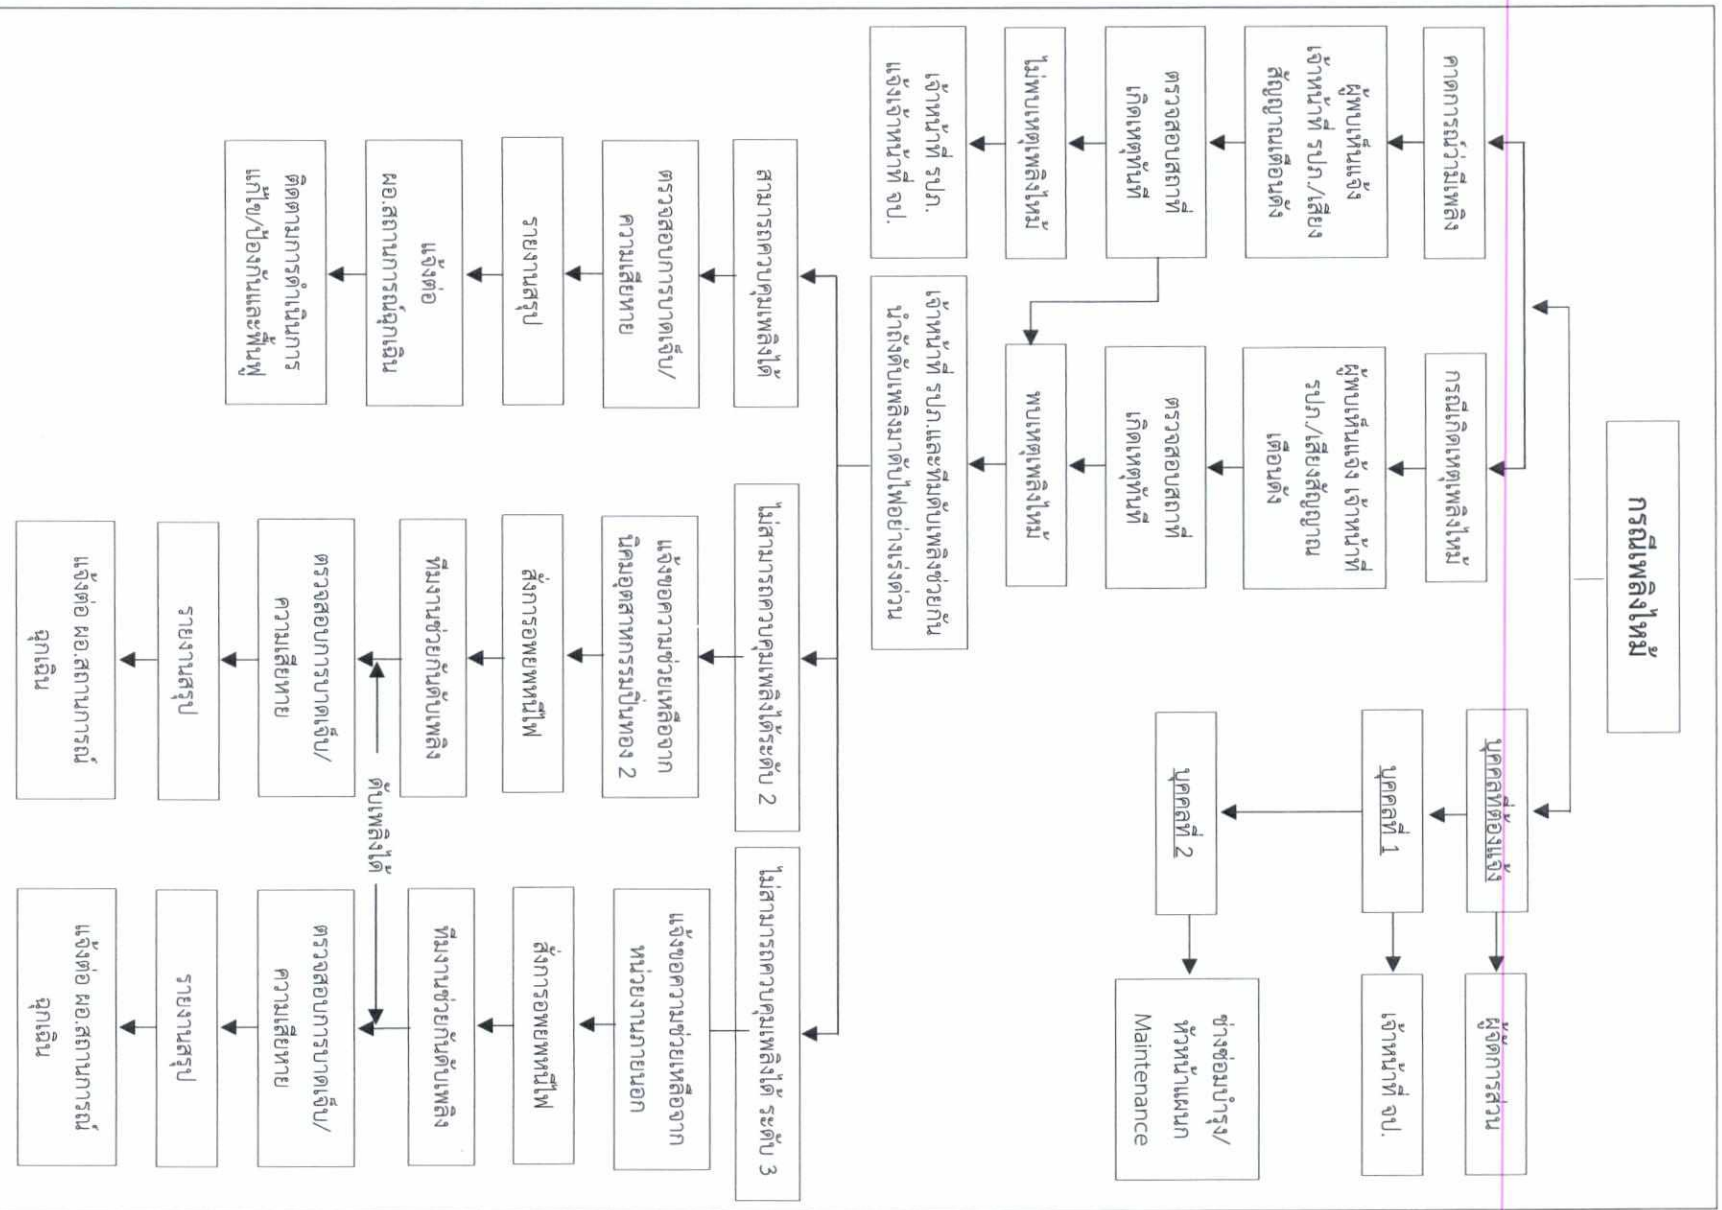 กรณีเพลิงไหม้
คาดการณ์ว่ามีเพลิง
ผู้พบเห็นแจ้ง
เจ้าหน้าที่ รปภ./เสียง
สัญญาณเตือนดัง
ตรวจสอบสถาที่
เกิดเหตุทันที
ไม่พบเหตุเพลิงไหม้
เจ้าหน้าที่ รปภ.
แจ้งเจ้าหน้าที่ จป.
กรณีเกิดเหตุเพลิงไหม้
ผู้พบเห็นแจ้ง เจ้าหน้าที่
รปภ./เสียงสัญญาณ
เตือนดัง
ตรวจสอบสถาที่
เกิดเหตุทันที
พบเหตุเพลิงไหม้
เจ้าหน้าที่ รปภ.และทีมดับเพลิงช่วยกัน
นำถังดับเพลิงมาดับไฟอย่างเร่งด่วน
บุคคลที่ต้องแจ้ง
ผู้จัดการส่วน
บุคคลที่ 1
เจ้าหน้าที่ จป.
บุคคลที่ 2
ช่างซ่อมบำรุง/
หัวหน้าแผนก
Maintenance
สามารถควบคุมเพลิงได้
ตรวจสอบการบาดเจ็บ/
ความเสียหาย
รายงานสรุป
แจ้งต่อ
ผอ.สถานการณ์ฉุกเฉิน
ติดตามการดำเนินการ
แก้ไข/ป้องกันและฟื้นฟู
ไม่สามารถควบคุมเพลิงได้ระดับ 2
แจ้งขอความช่วยเหลือจาก
นิคมอุตสาหกรรมปิ่นทอง 2
สั่งการอพยพหนีไฟ
ทีมงานช่วยกันดับเพลิง
ดับเพลิงได้
ตรวจสอบการบาดเจ็บ/
ความเสียหาย
รายงานสรุป
แจ้งต่อ ผอ.สถานการณ์
ฉุกเฉิน
ไม่สามารถควบคุมเพลิงได้ ระดับ 3
แจ้งขอความช่วยเหลือจาก
หน่วยงานภายนอก
สั่งการอพยพหนีไฟ
ทีมงานช่วยกันดับเพลิง
ตรวจสอบการบาดเจ็บ/
ความเสียหาย
รายงานสรุป
แจ้งต่อ ผอ.สถานการณ์
ฉุกเฉิน